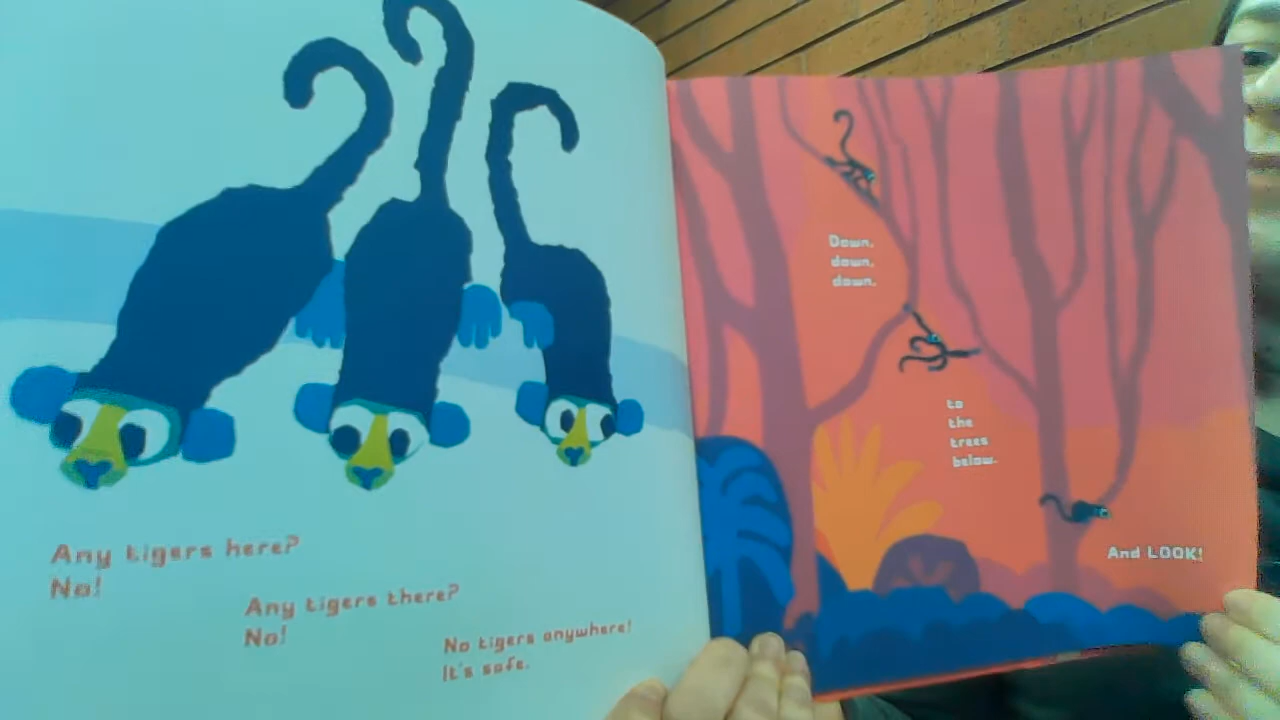 Any tigers here?
No!
Any tigers there?
No!
No tigers anywhere!
It's safe.
Down,
down,
down,
to
the
trees
below.
And LOOK!